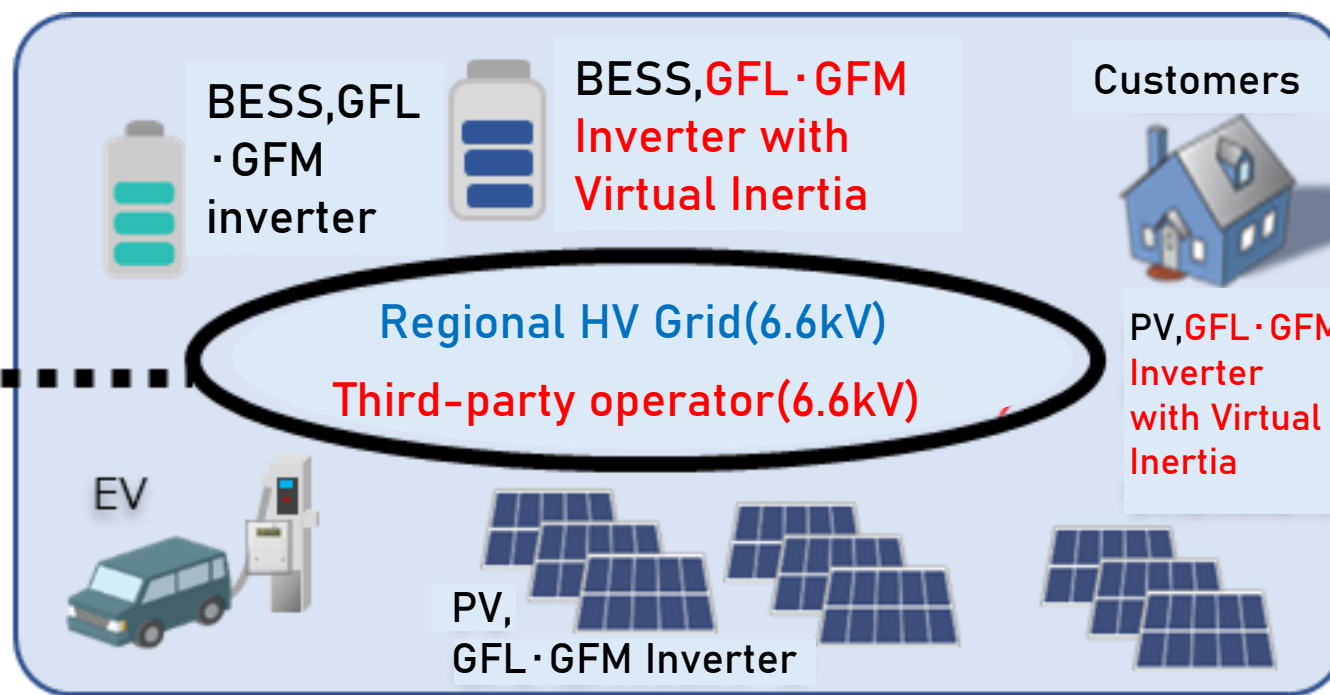 BESS,GFL
·GFM
inverter
BESS,GFL·GFM
Inverter with
Virtual Inertia
Customers
Regional HV Grid(6.6kV)
Third-party operator(6.6kV)
PV,GFL·GFM
Inverter
with Virtual
Inertia
EV
PV,
GFL·GFM Inverter